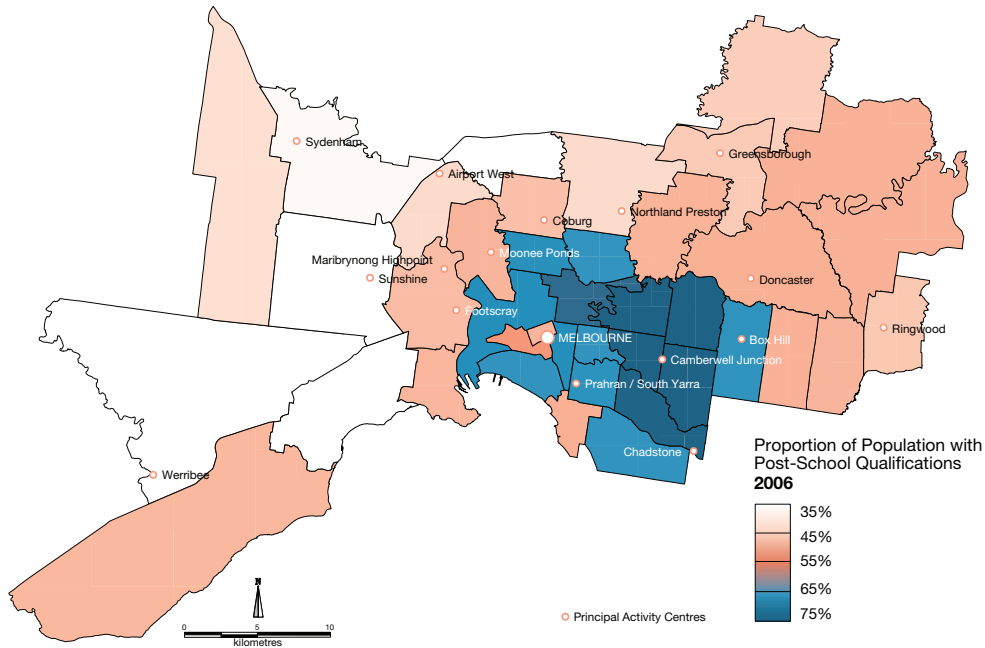 Sydenham
Greensborough
Airport West
Northland Preston
Coburg
Moonee Ponds
Maribrynong Highpoint
Sunshine
Doncaster
Footscray
Ringwood
MELBOURNE
Box Hill
Camberwell Junction
Prahran / South Yarra
Chadstone
Werribee
Proportion of Population with
Post-School Qualifications
2006
35%
45%
55%
65%
75%
N
0 5 10
kilometres
Principal Activity Centres